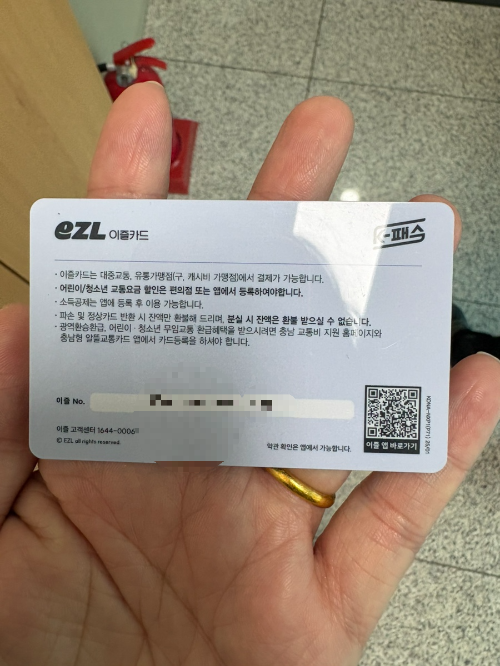 EZL 이즐카드
K-패스
· 이즐카드는 대중교통, 유통가맹점(구, 캐시비 가맹점)에서 결제가 가능합니다.
· 어린이/청소년 교통요금 할인은 편의점 또는 앱에서 등록하여야합니다.
· 소득공제는 앱에 등록 후 이용 가능합니다.
· 파손 및 정상카드 반환 시 잔액만 환불해 드리며, 분실 시 잔액은 환불 받으실 수 없습니다.
· 광역환승환급, 어린이 · 청소년 무임교통 환급혜택을 받으시려면 충남 교통비 지원 홈페이지와
충남형 알뜰교통카드 앱에서 카드등록을 하셔야 합니다.
이즐 No.
이즐 고객센터 1644-0006
© EZL all rights reserved.
약관 확인은 앱에서 가능합니다.
이즐 앱 바로가기